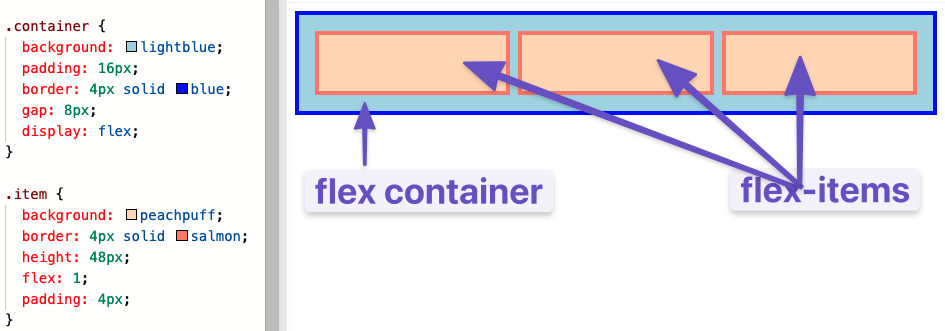 .container {
background: lightblue;
padding: 16px;
border: 4px solid blue;
gap: 8px;
display: flex;
}
.item {
background: peachpuff;
border: 4px solid salmon;
height: 48px;
flex: 1;
padding: 4px;
}
flex container
flex-items